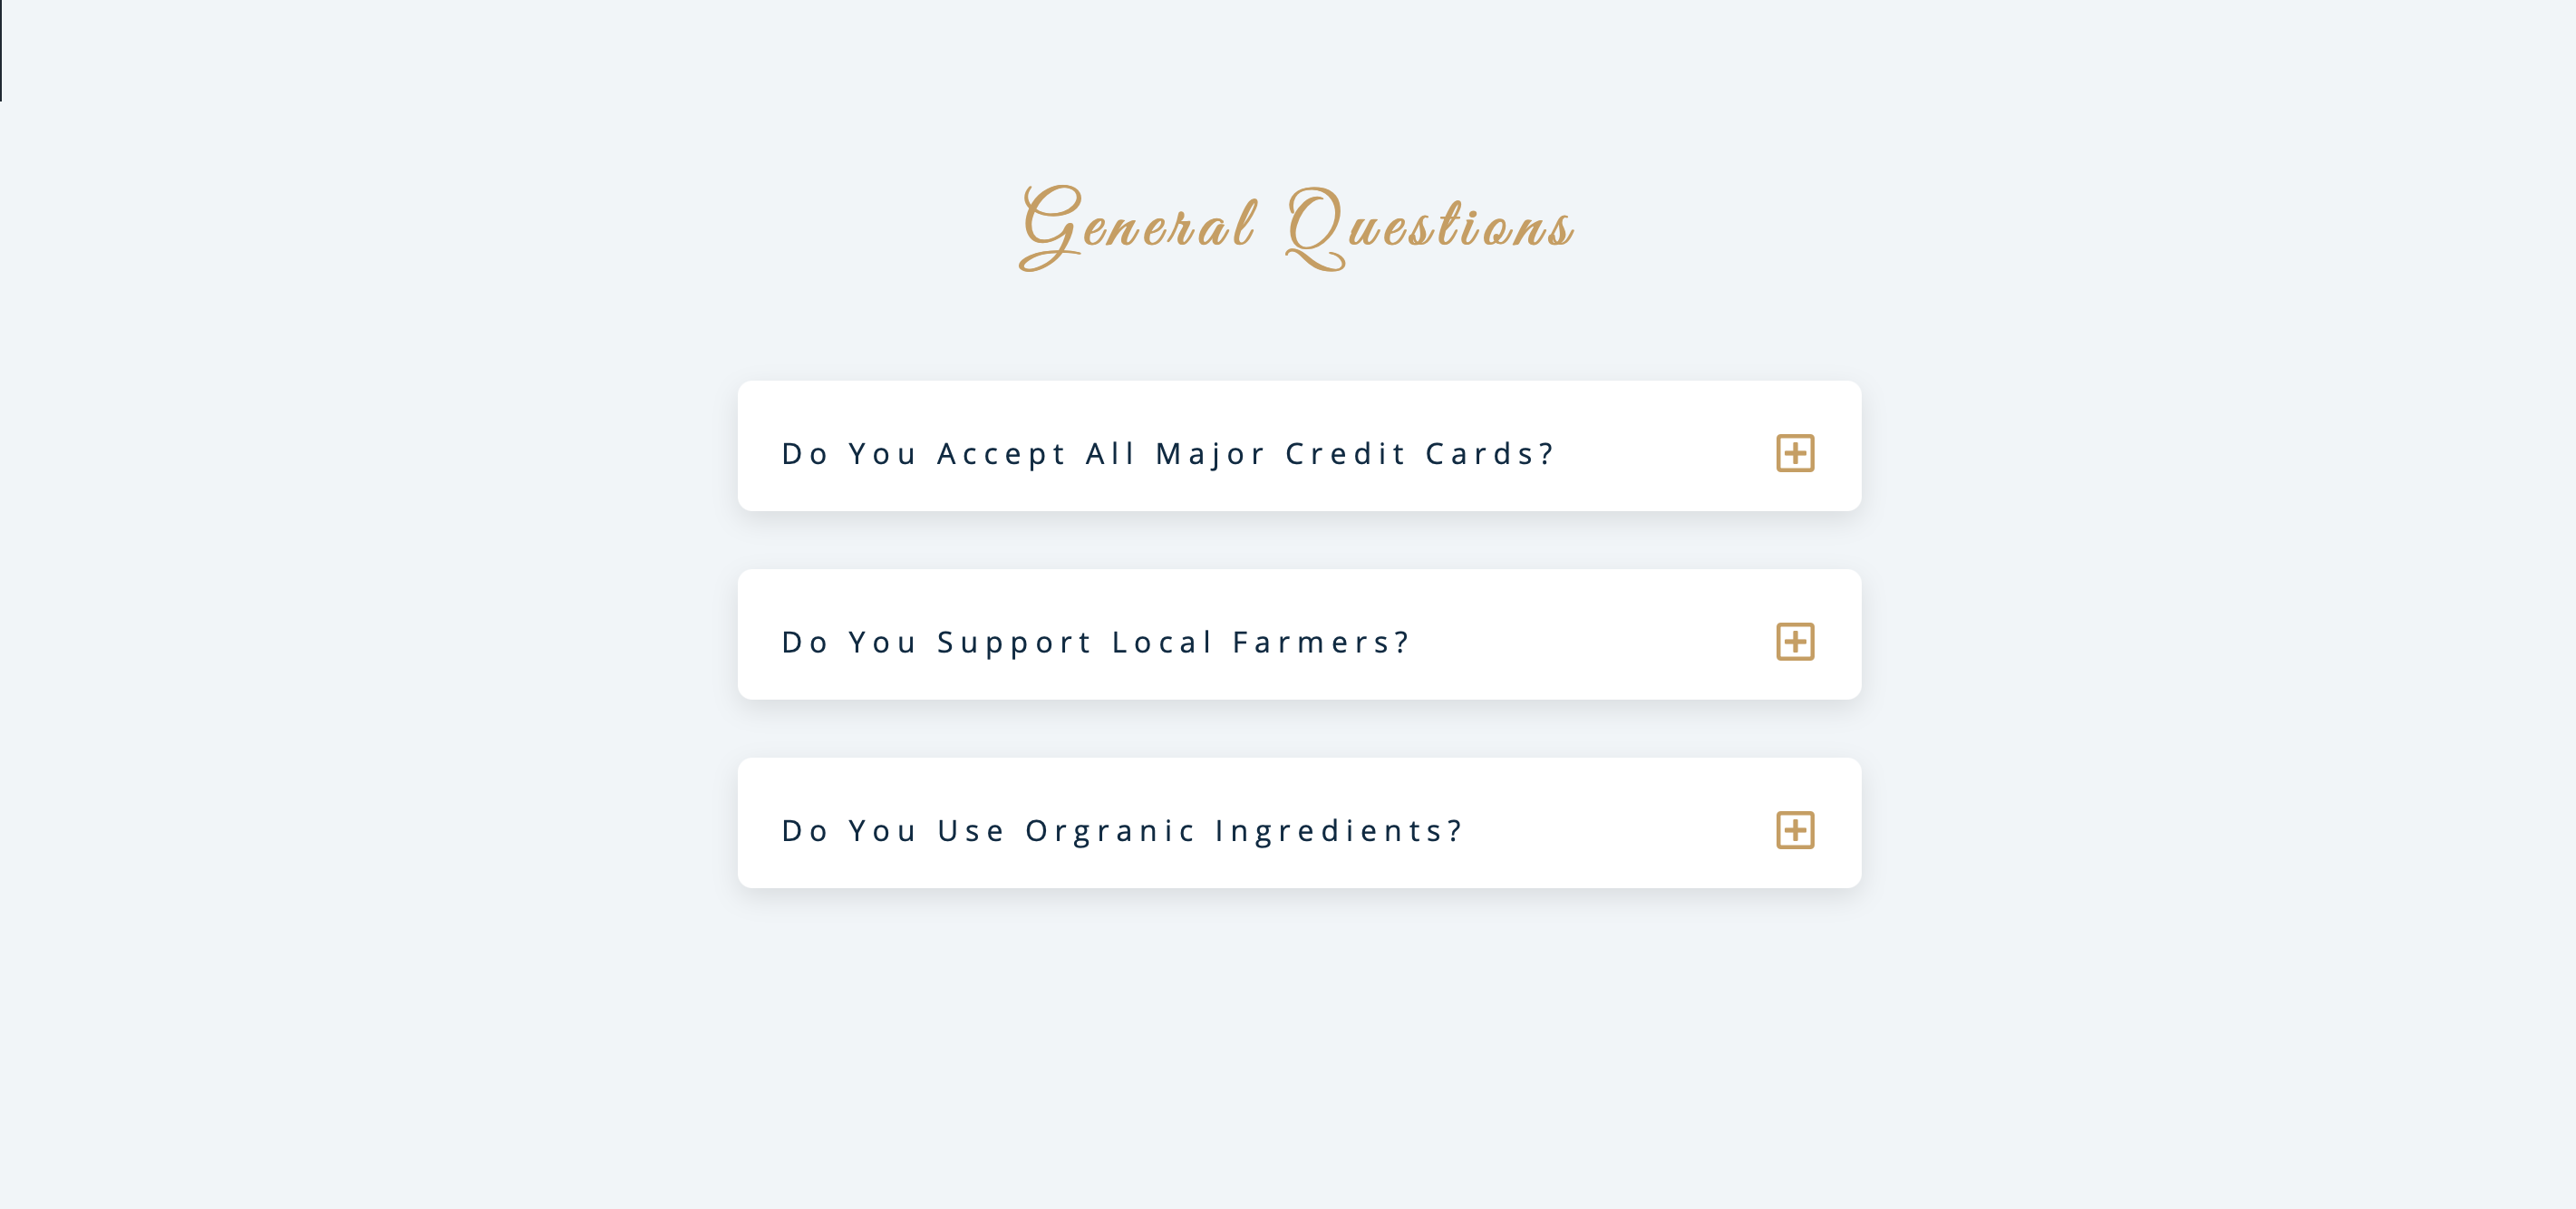 General Questions
Do You Accept All Major Credit Cards?
Do You Support Local Farmers?
Do You Use Orgranic Ingredients?